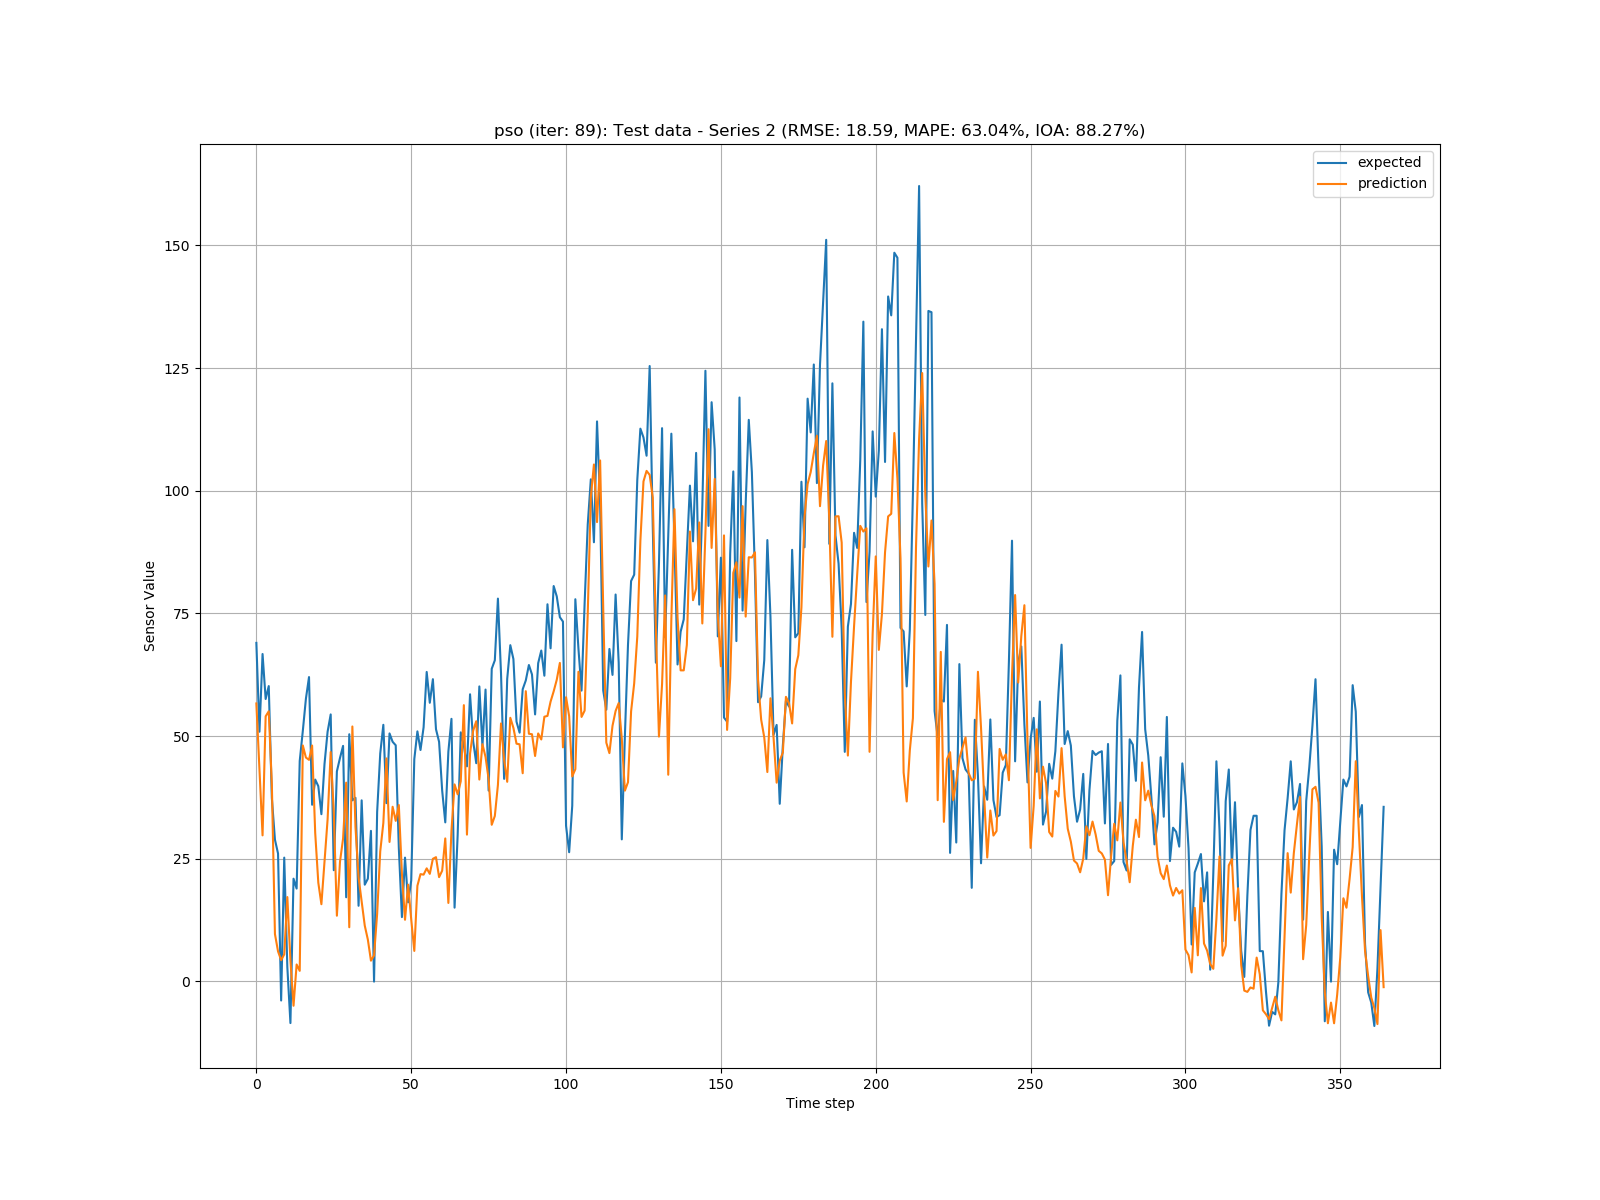 pso (iter: 89): Test data - Series 2 (RMSE: 18.59, MAPE: 63.04%, IOA: 88.27%)
expected
prediction
150
125
100
75
50
25
0
Sensor Value
0 50 100 150 200 250 300 350
Time step